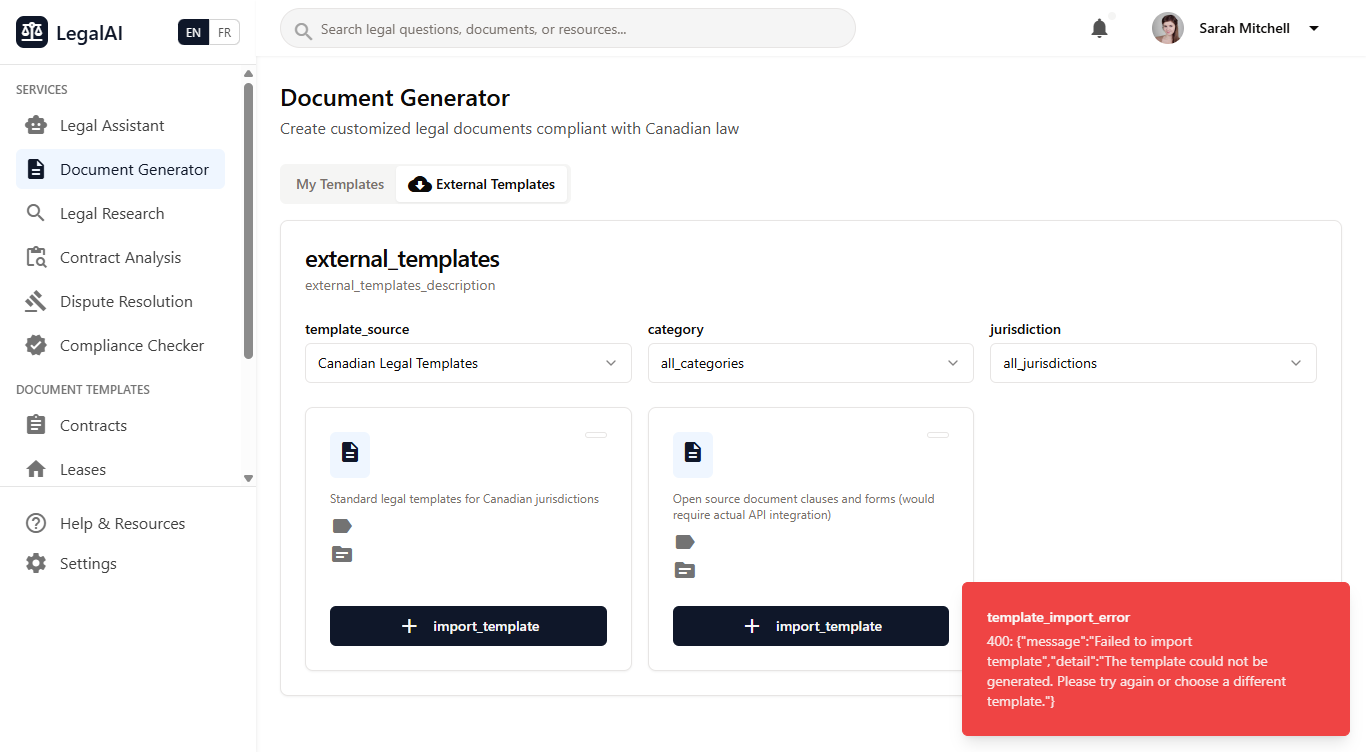 LegalAI
EN
FR
Search legal questions, documents, or resources...
Sarah Mitchell
SERVICES
Legal Assistant
Document Generator
Legal Research
Contract Analysis
Dispute Resolution
Compliance Checker
DOCUMENT TEMPLATES
Contracts
Leases
Help & Resources
Settings
Document Generator
Create customized legal documents compliant with Canadian law
My Templates
External Templates
external_templates
external_templates_description
template_source
category
jurisdiction
Canadian Legal Templates
all_categories
all_jurisdictions
Standard legal templates for Canadian jurisdictions
import_template
Open source document clauses and forms (would
require actual API integration)
import_template
template_import_error
400: {"message":"Failed to import
template","detail":"The template could not be
generated. Please try again or choose a different
template."}